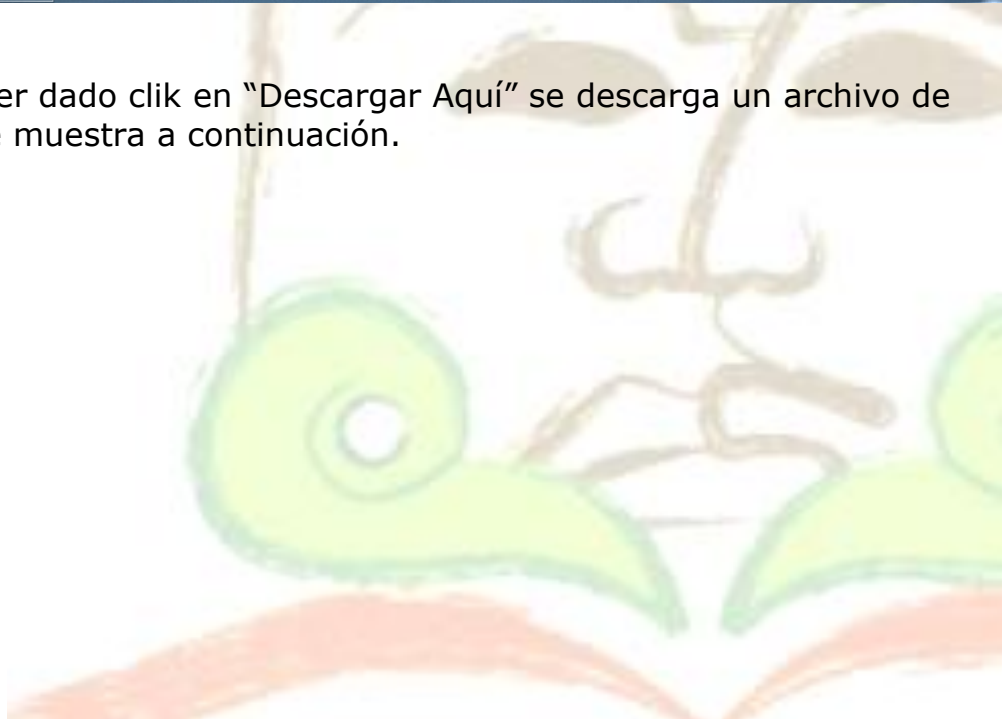 er dado clik en “Descargar Aquí” se descarga un archivo de
muestra a continuación.